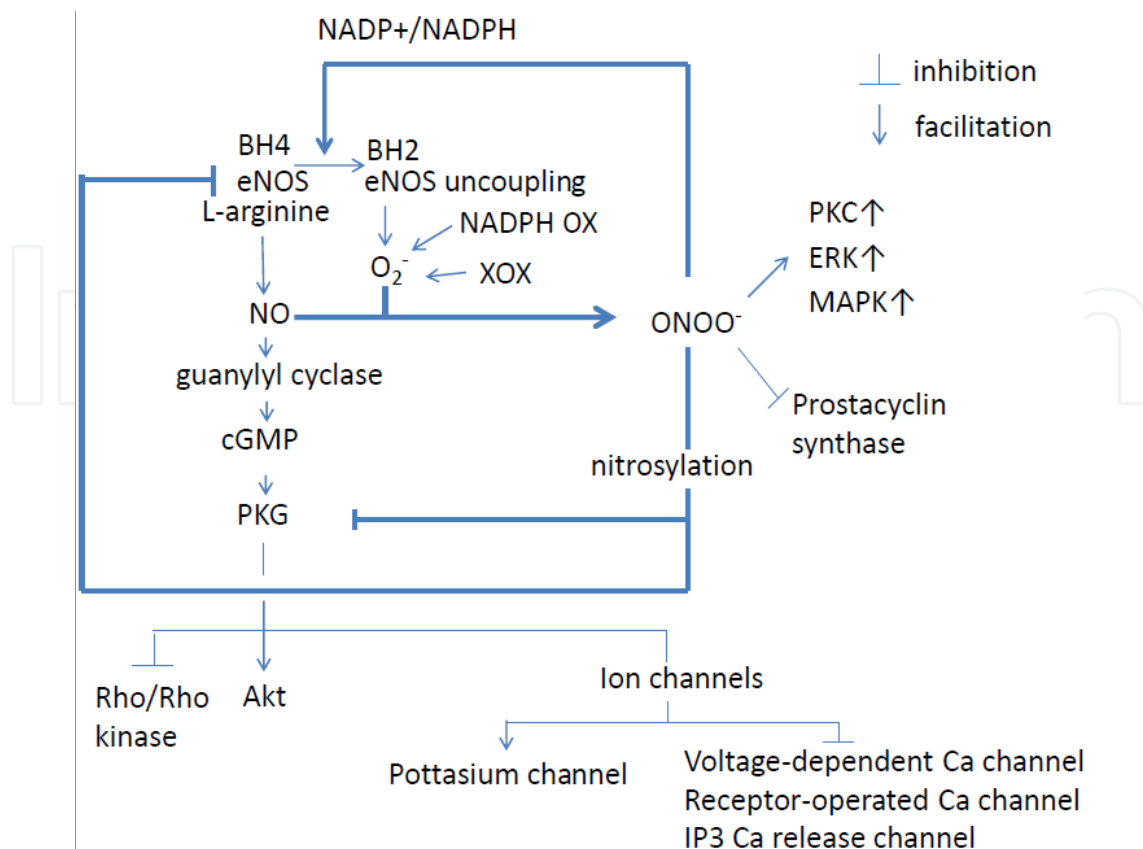 NADP+/NADPH
inhibition
facilitation
BH4
eNOS
L-arginine
BH2
eNOS uncoupling
NADPH OX
O₂⁻
XOX
NO
ONOO⁻
PKC↑
ERK↑
MAPK↑
guanylyl cyclase
Prostacyclin
synthase
cGMP
nitrosylation
PKG
Rho/Rho
kinase
Akt
Ion channels
Pottasium channel
Voltage-dependent Ca channel
Receptor-operated Ca channel
IP3 Ca release channel